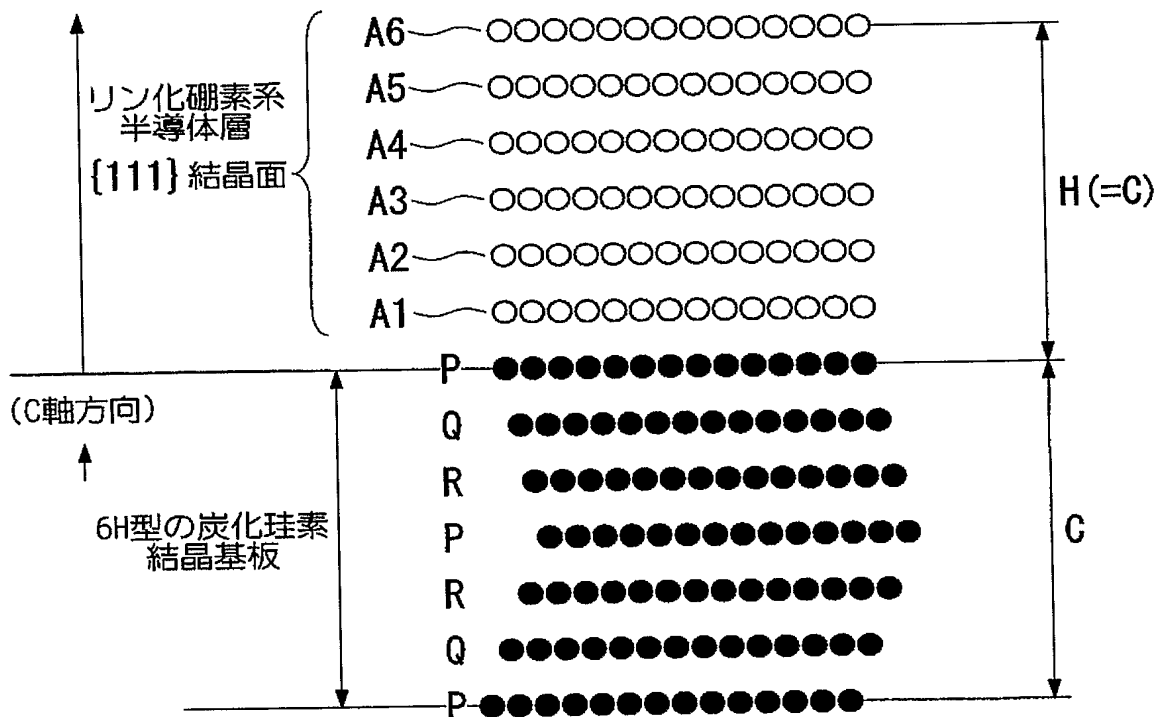 A6
A5
A4
A3
A2
A1
リン化硼素系
半導体層
{111} 結晶面
H(=C)
P
Q
R
P
R
Q
P
(C軸方向)
6H型の炭化珪素
結晶基板
C